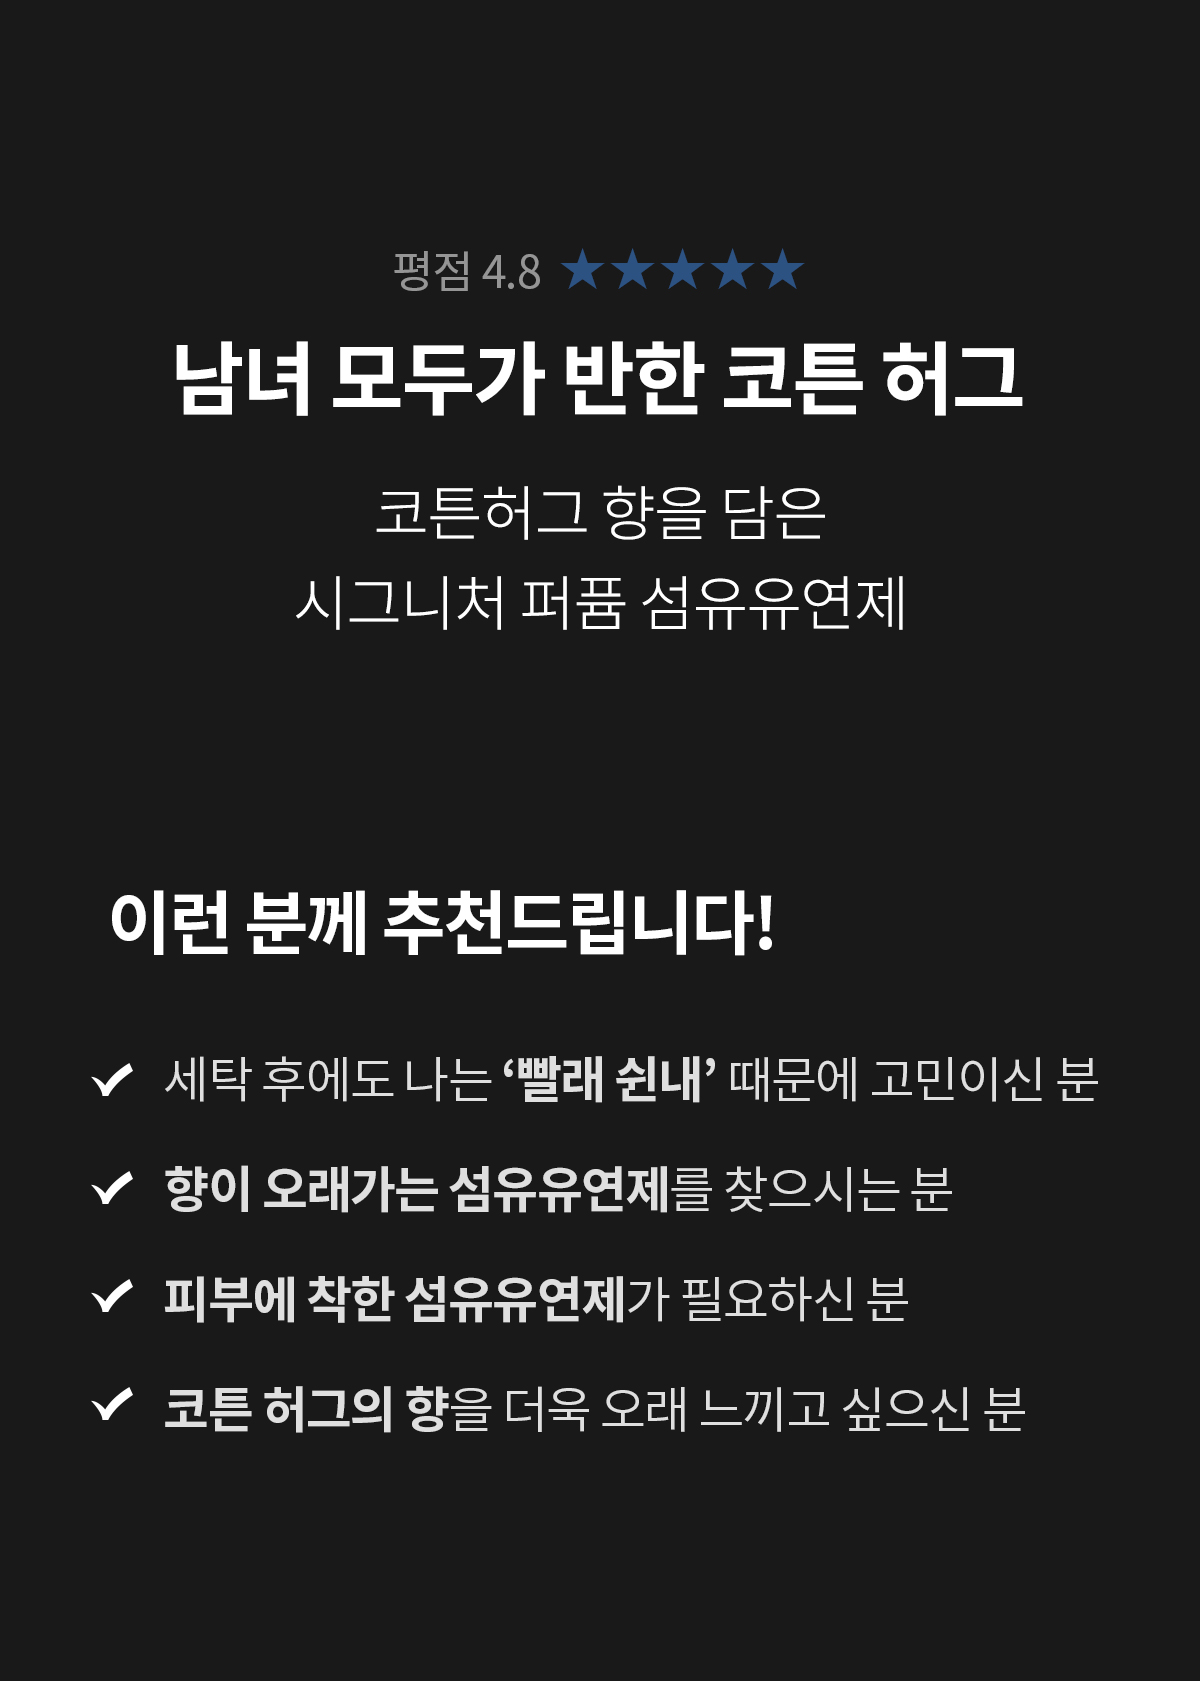 평점 4.8 ★★★★★
남녀 모두가 반한 코튼 허그
코튼허그 향을 담은
시그니처 퍼퓸 섬유유연제
이런 분께 추천드립니다!
세탁 후에도 나는 ‘빨래 쉰내’ 때문에 고민이신 분
향이 오래가는 섬유유연제를 찾으시는 분
피부에 착한 섬유유연제가 필요하신 분
코튼 허그의 향을 더욱 오래 느끼고 싶으신 분